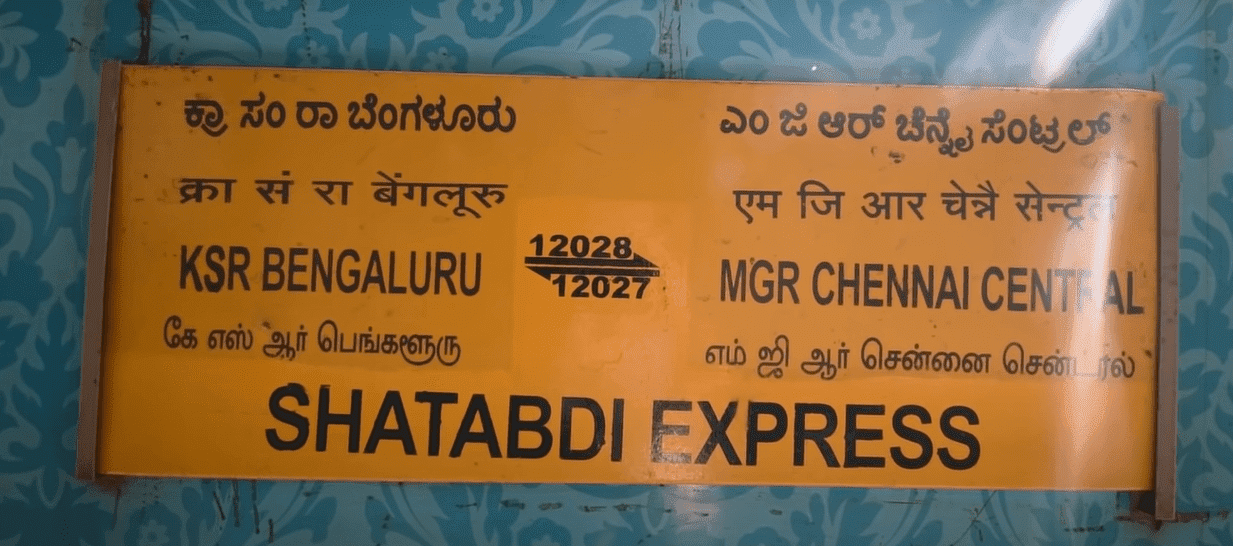 ಕ್ರಾ ಸಂ ರಾ ಬೆಂಗಳೂರು
ಎಂ ಜಿ ಆರ್ ಚೆನ್ನೈ ಸೆಂಟ್ರಲ್
क्रा सं रा बेंगलूरु
एम जि आर चेन्नै सेन्ट्रल
KSR BENGALURU
12028
12027
MGR CHENNAI CENTRAL
கே எஸ் ஆர் பெங்களூரு
எம் ஜி ஆர் சென்னை சென்ட்ரல்
SHATABDI EXPRESS